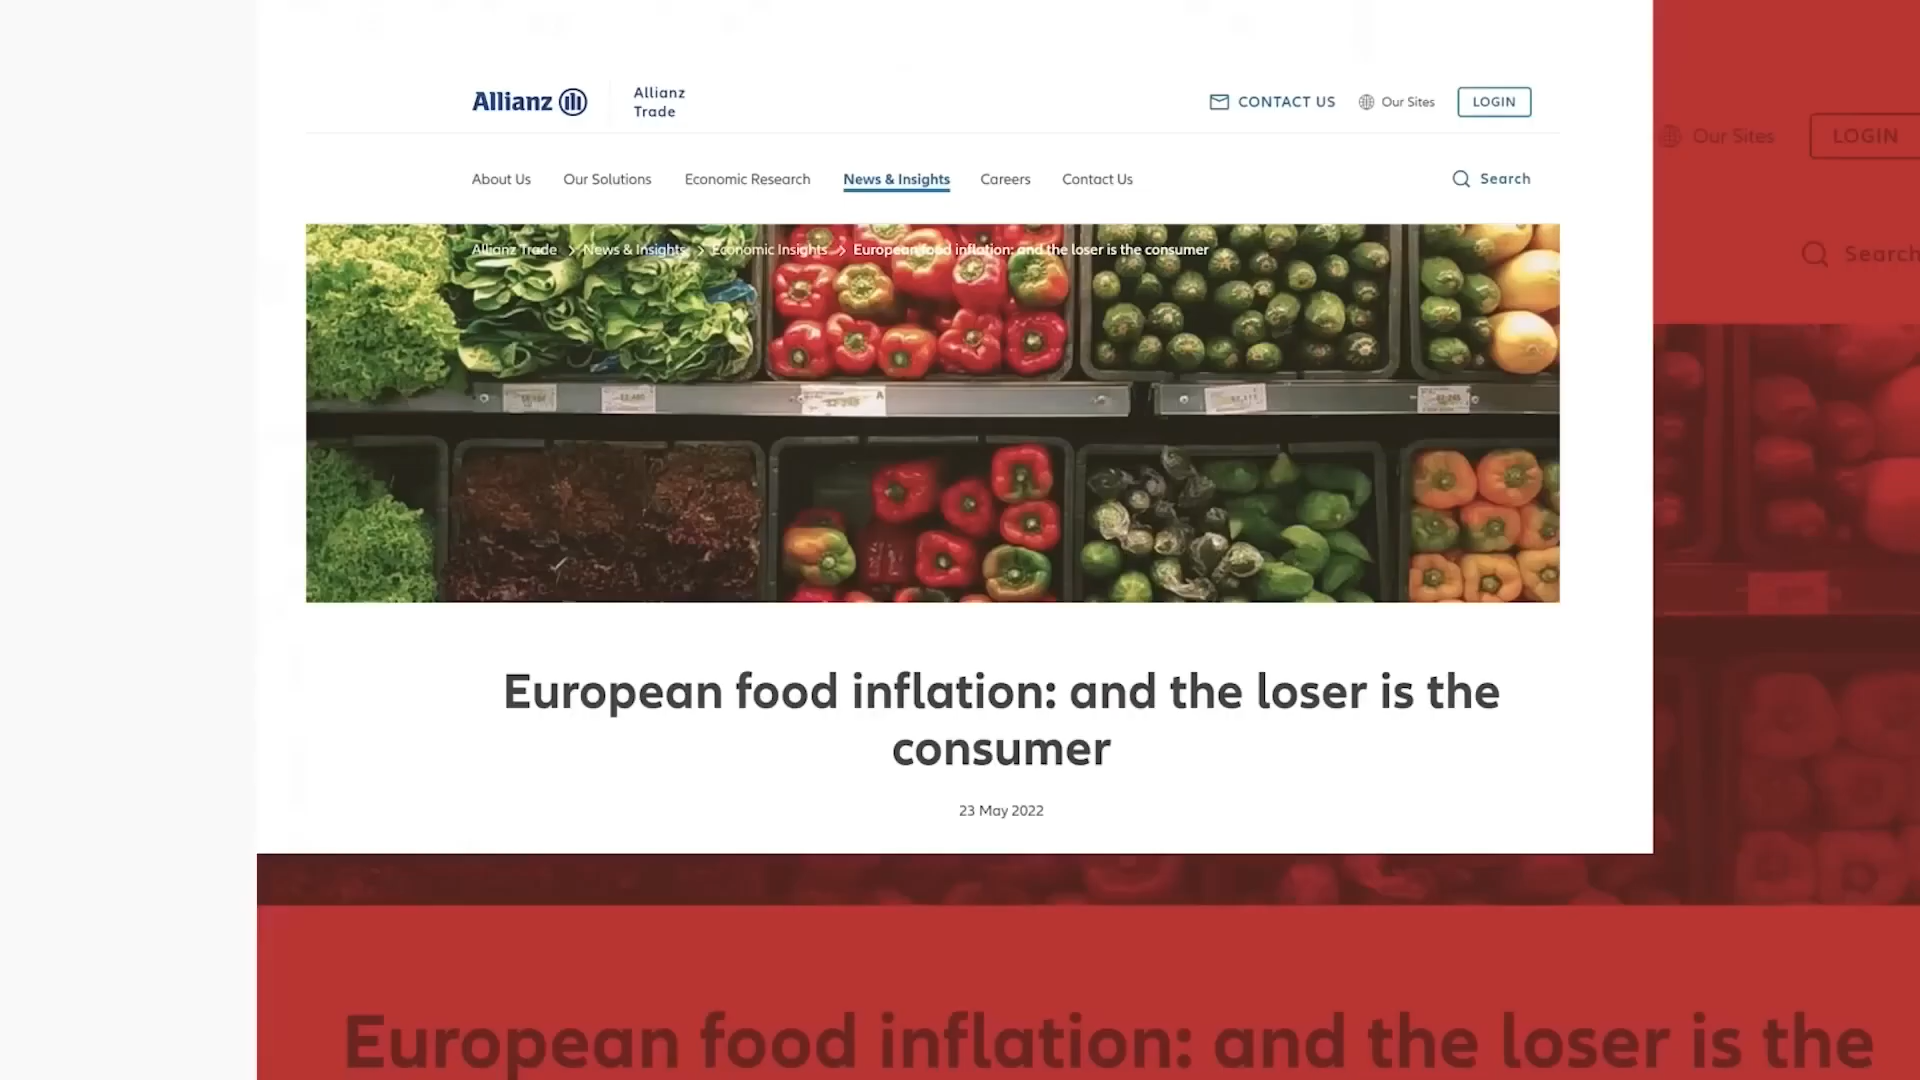 Allianz
Allianz
Trade
CONTACT US
Our Sites
LOGIN
About Us
Our Solutions
Economic Research
News & Insights
Careers
Contact Us
Search
Allianz Trade > News & Insights > Economic Insights > European food inflation: and the loser is the consumer
European food inflation: and the loser is the
consumer
23 May 2022
Our Sites
LOGIN
Search
European food inflation: and the loser is the